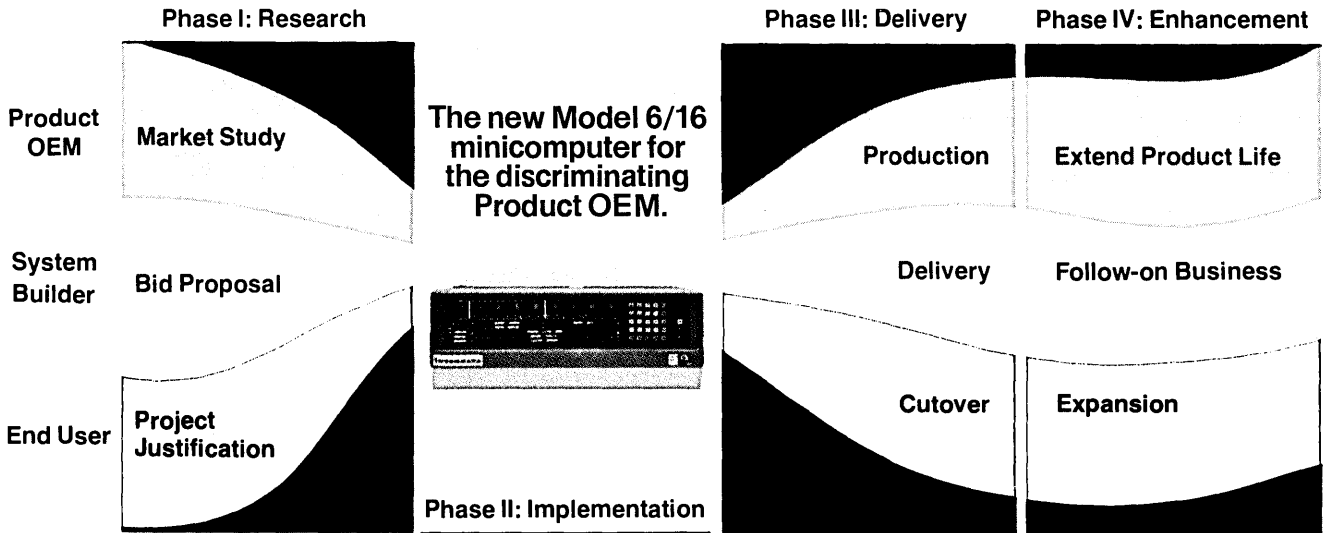 Phase I: Research
Phase III: Delivery
Phase IV: Enhancement
Product
OEM
Market Study
The new Model 6/16
minicomputer for
the discriminating
Product OEM.
Production
Extend Product Life
System
Builder
Bid Proposal
Delivery
Follow-on Business
End User
Project
Justification
Cutover
Expansion
Phase II: Implementation